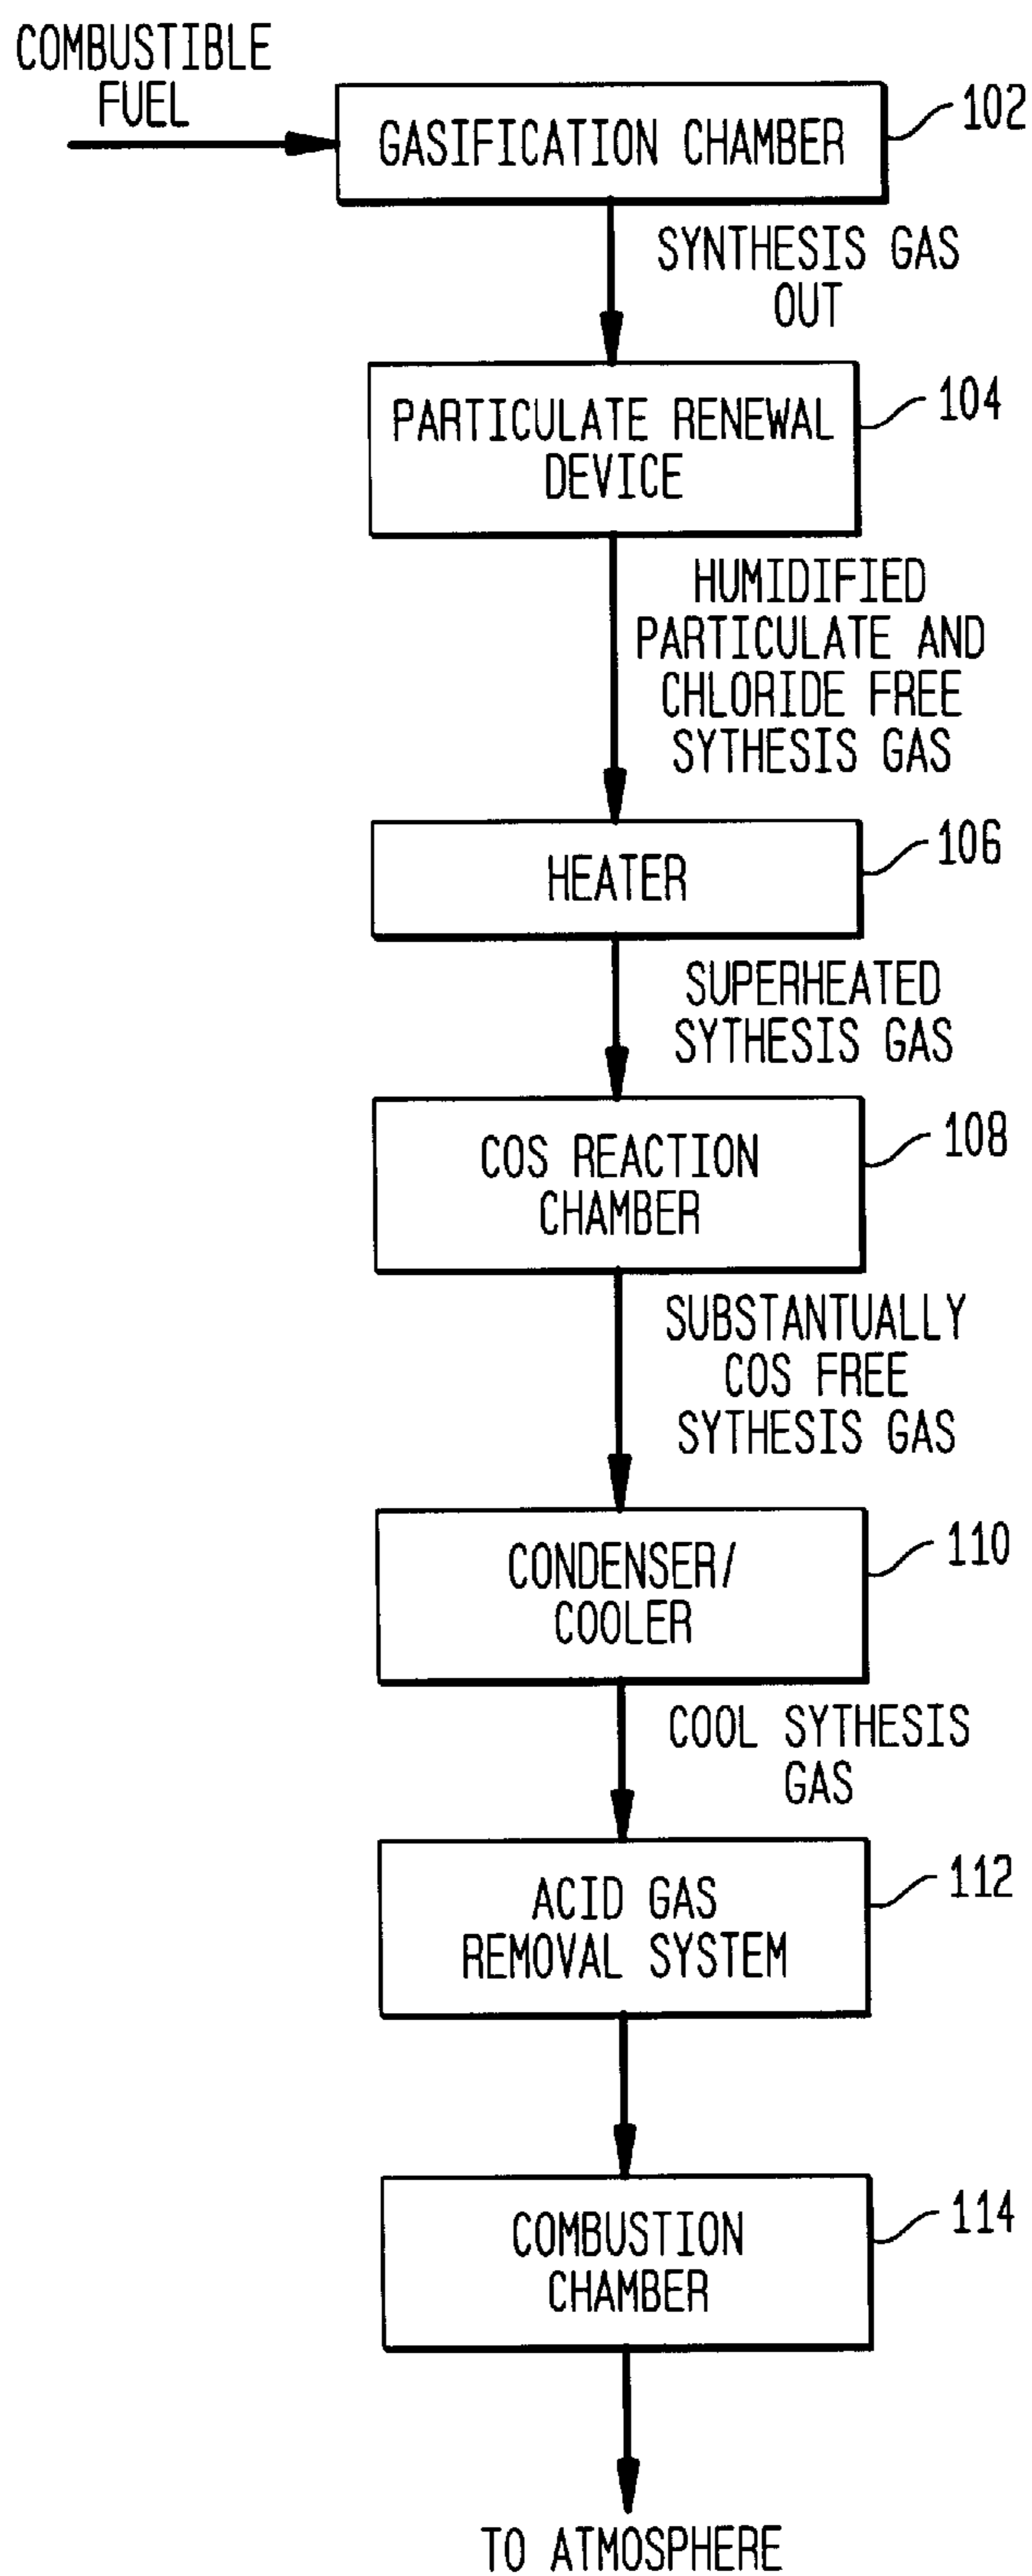 COMBUSTIBLE
FUEL
GASIFICATION CHAMBER
102
SYNTHESIS GAS
OUT
PARTICULATE RENEWAL
DEVICE
104
HUMIDIFIED
PARTICULATE AND
CHLORIDE FREE
SYTHESIS GAS
HEATER
106
SUPERHEATED
SYTHESIS GAS
COS REACTION
CHAMBER
108
SUBSTANTUALLY
COS FREE
SYTHESIS GAS
CONDENSER/
COOLER
110
COOL SYTHESIS
GAS
ACID GAS
REMOVAL SYSTEM
112
COMBUSTION
CHAMBER
114
TO ATMOSPHERE